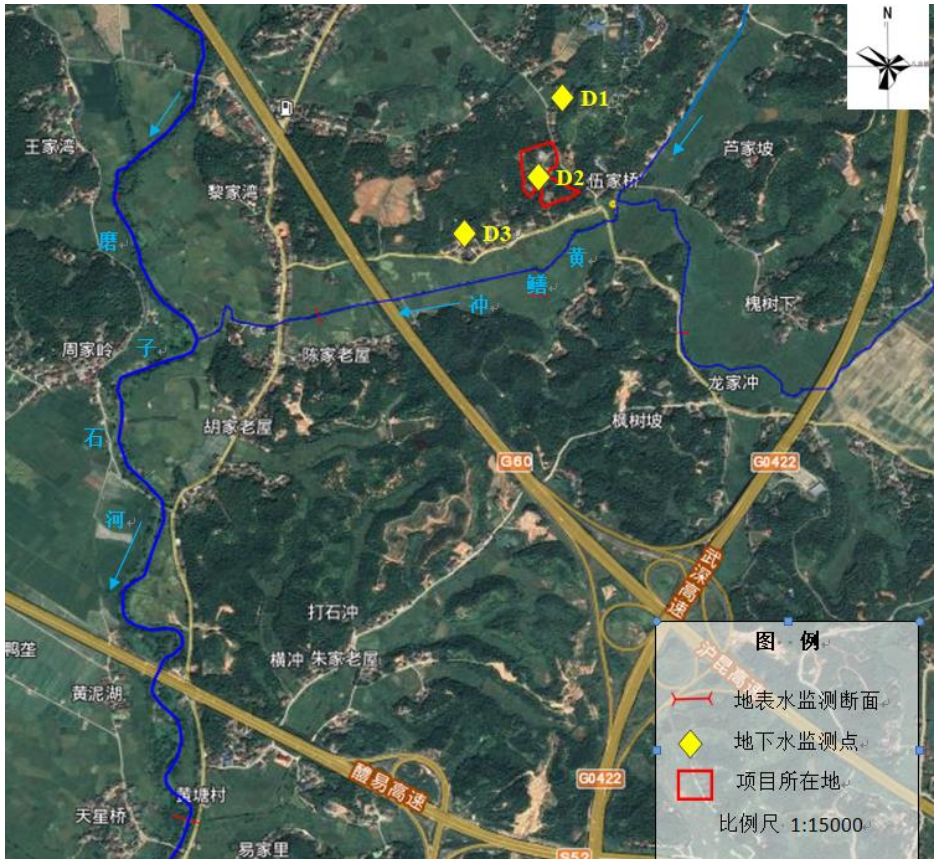 N
D1
王家湾
芦家坡
D2
伍家桥
黎家湾
D3
磨
黄
鳝
冲
槐树下
周家岭
子
陈家老屋
龙家冲
石
胡家老屋
枫树坡
G60
G0422
河
武深高速
打石冲
鸭垄
横冲
朱家老屋
沪昆高速
黄泥湖
醴易高速
G0422
黄塘村
天星桥
易家里
S52
图 例
地表水监测断面
地下水监测点
项目所在地
比例尺 1:15000